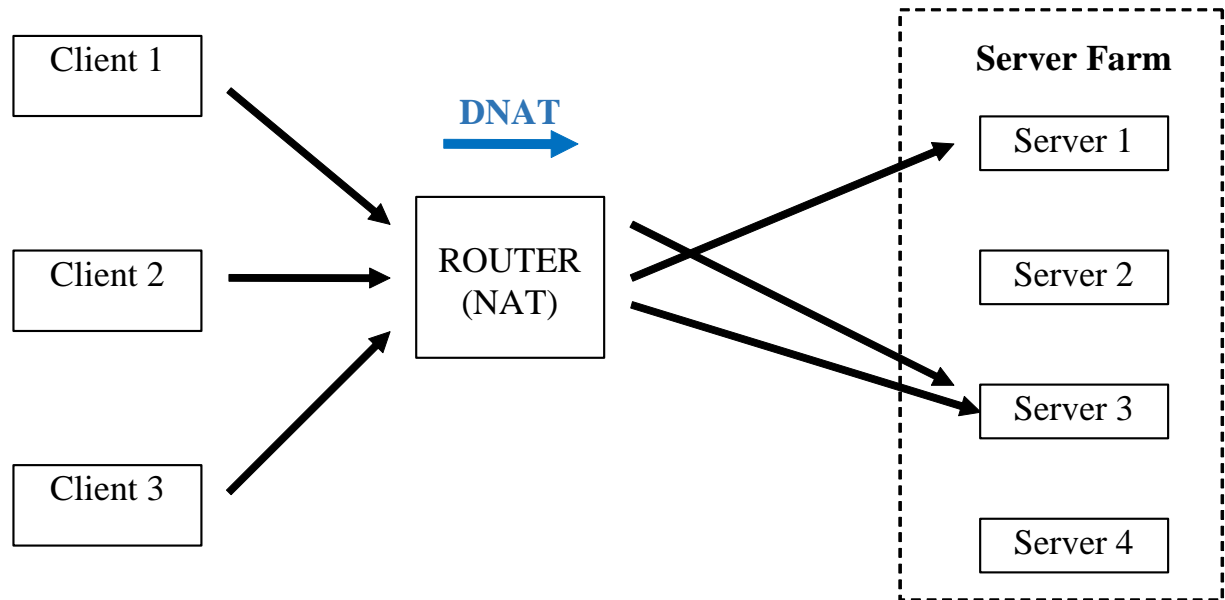 Client 1
Client 2
Client 3
DNAT
ROUTER
(NAT)
Server Farm
Server 1
Server 2
Server 3
Server 4